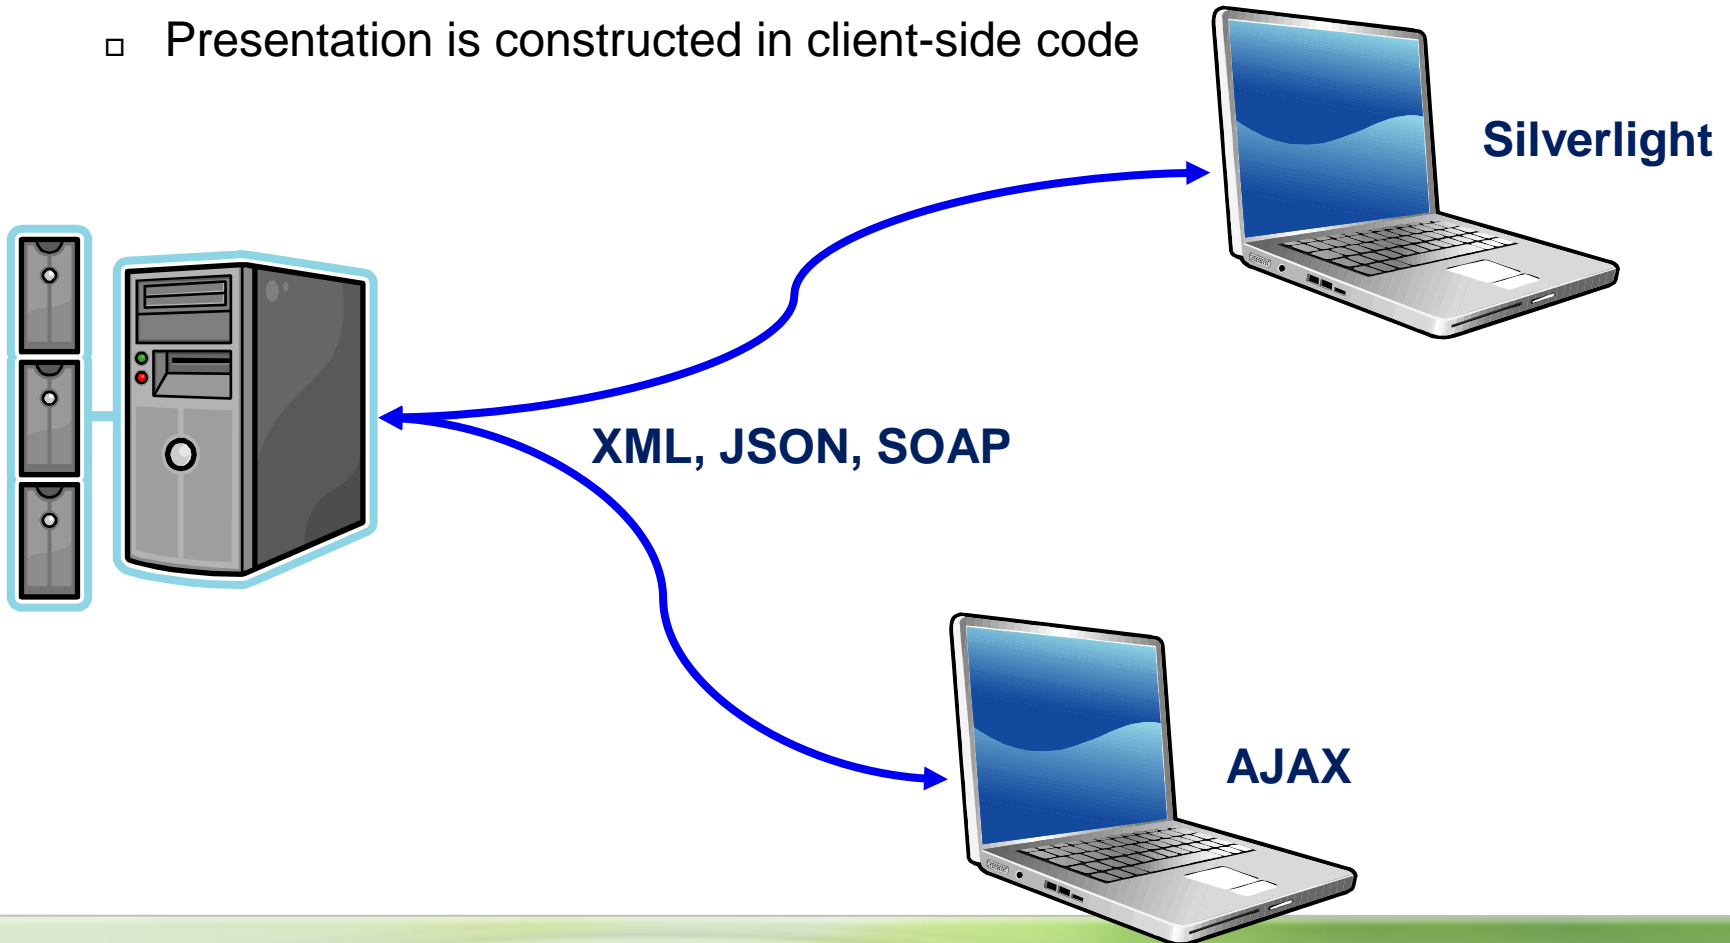 Presentation is constructed in client-side code
Silverlight
XML, JSON, SOAP
AJAX